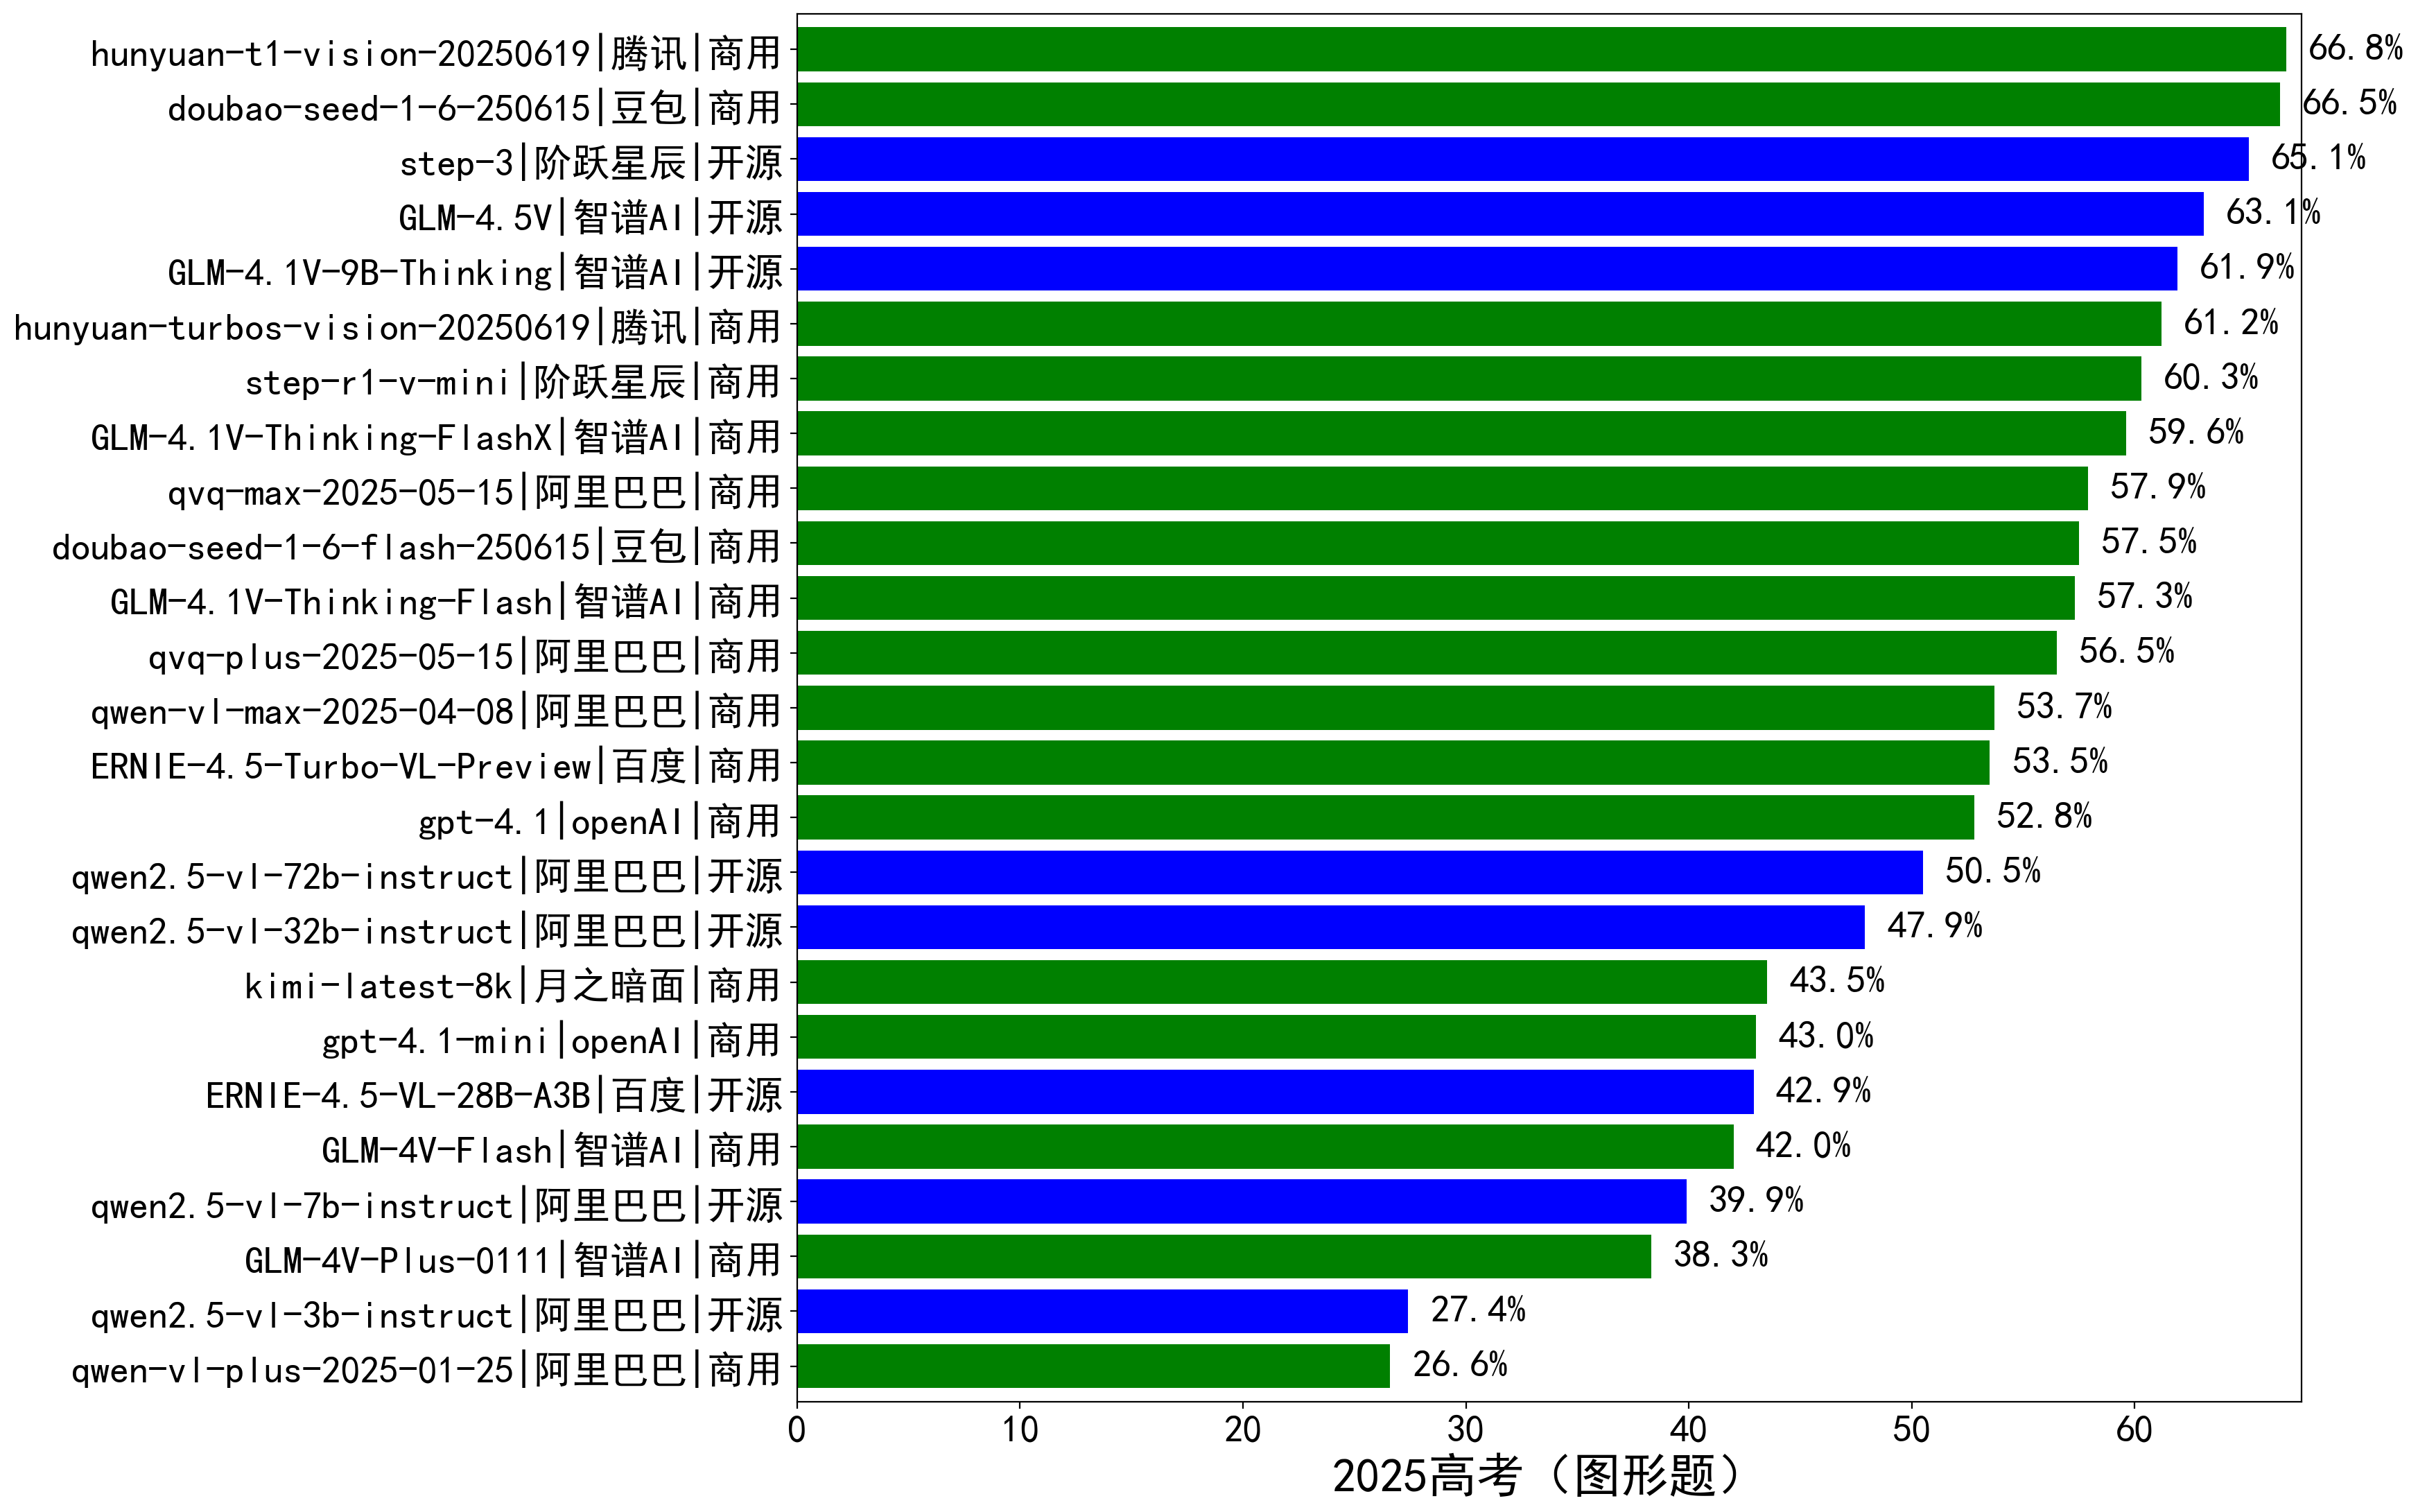 hunyuan-t1-vision-20250619|腾讯|商用 66.8%
doubao-seed-1-6-250615|豆包|商用 66.5%
step-3|阶跃星辰|开源 65.1%
GLM-4.5V|智谱AI|开源 63.1%
GLM-4.1V-9B-Thinking|智谱AI|开源 61.9%
hunyuan-turbos-vision-20250619|腾讯|商用 61.2%
step-r1-v-mini|阶跃星辰|商用 60.3%
GLM-4.1V-Thinking-FlashX|智谱AI|商用 59.6%
qvq-max-2025-05-15|阿里巴巴|商用 57.9%
doubao-seed-1-6-flash-250615|豆包|商用 57.5%
GLM-4.1V-Thinking-Flash|智谱AI|商用 57.3%
qvq-plus-2025-05-15|阿里巴巴|商用 56.5%
qwen-vl-max-2025-04-08|阿里巴巴|商用 53.7%
ERNIE-4.5-Turbo-VL-Preview|百度|商用 53.5%
gpt-4.1|openAI|商用 52.8%
qwen2.5-vl-72b-instruct|阿里巴巴|开源 50.5%
qwen2.5-vl-32b-instruct|阿里巴巴|开源 47.9%
kimi-latest-8k|月之暗面|商用 43.5%
gpt-4.1-mini|openAI|商用 43.0%
ERNIE-4.5-VL-28B-A3B|百度|开源 42.9%
GLM-4V-Flash|智谱AI|商用 42.0%
qwen2.5-vl-7b-instruct|阿里巴巴|开源 39.9%
GLM-4V-Plus-0111|智谱AI|商用 38.3%
qwen2.5-vl-3b-instruct|阿里巴巴|开源 27.4%
qwen-vl-plus-2025-01-25|阿里巴巴|商用 26.6%
0 10 20 30 40 50 60
2025高考（图形题）